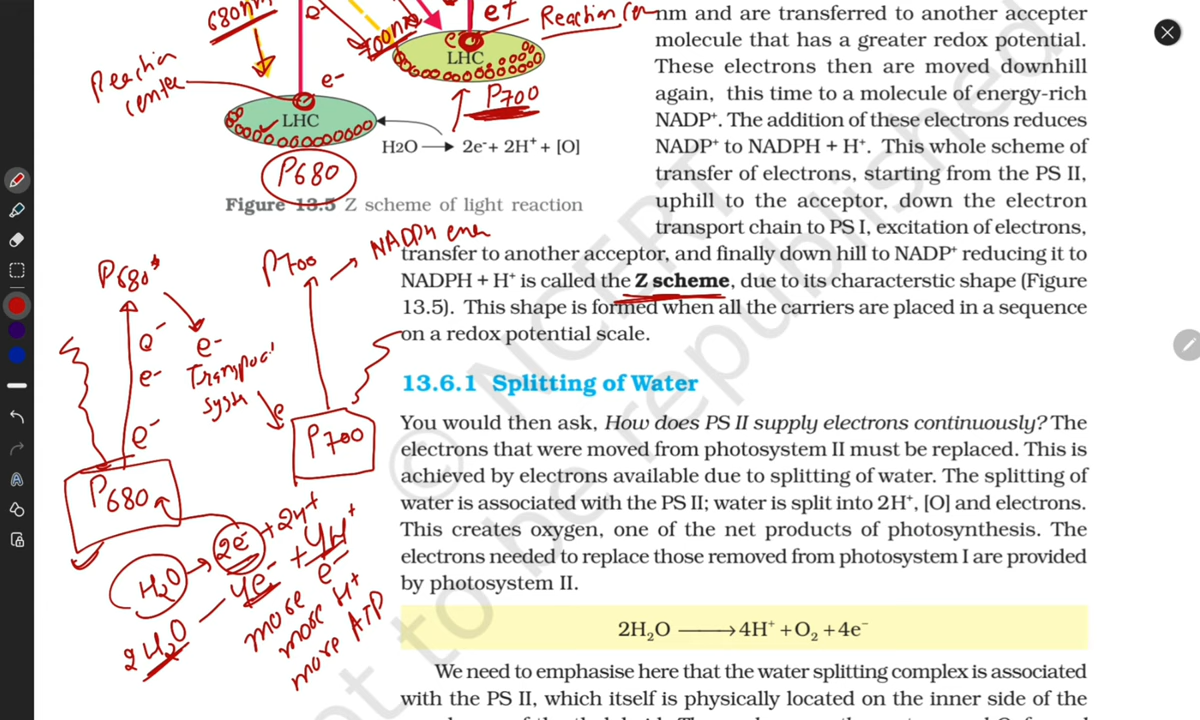 680nm
e-
700nm
e+
Reaction Cen
Reaction
centre
e-
e-
LHC
P700
LHC
H2O → 2e- + 2H+ + [O]
P680
Figure 13.5 Z scheme of light reaction
nm and are transferred to another accepter
molecule that has a greater redox potential.
These electrons then are moved downhill
again, this time to a molecule of energy-rich
NADP+. The addition of these electrons reduces
NADP+ to NADPH + H+. This whole scheme of
transfer of electrons, starting from the PS II,
uphill to the acceptor, down the electron
transport chain to PS I, excitation of electrons,
transfer to another acceptor, and finally down hill to NADP+ reducing it to
NADPH + H+ is called the Z scheme, due to its characterstic shape (Figure
13.5). This shape is formed when all the carriers are placed in a sequence
on a redox potential scale.
13.6.1 Splitting of Water
You would then ask, How does PS II supply electrons continuously? The
electrons that were moved from photosystem II must be replaced. This is
achieved by electrons available due to splitting of water. The splitting of
water is associated with the PS II; water is split into 2H+, [O] and electrons.
This creates oxygen, one of the net products of photosynthesis. The
electrons needed to replace those removed from photosystem I are provided
by photosystem II.
2H₂O → 4H+ + O₂ + 4e-
We need to emphasise here that the water splitting complex is associated
with the PS II, which itself is physically located on the inner side of the
P680*
P700
NADPH
e-
e-
e-
e-
P680
P700
H2O → 2e- + 2H+
2H2O — 4e- + 4H+
more e-
more H+
more ATP
© NCERT
not to be republished